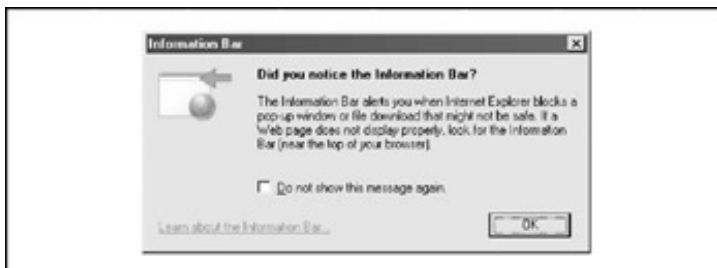 Information Bar
Did you notice the Information Bar?
The Information Bar alerts you when Internet Explorer blocks a
pop-up window or file download that might not be safe. If a
Web page does not display properly, look for the Information
Bar (near the top of your browser).
Do not show this message again.
Learn about the Information Bar...
OK